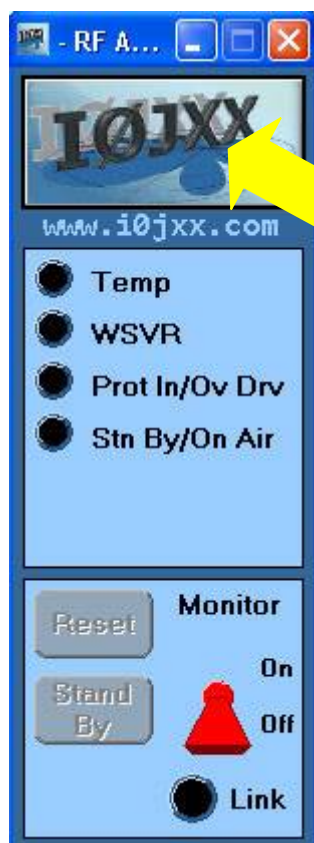 - RF A...
IØJXX
www.i0jxx.com
Temp
WSVR
Prot In/Ov Drv
Stn By/On Air
Reset
Monitor
On
Stand
By
Off
Link